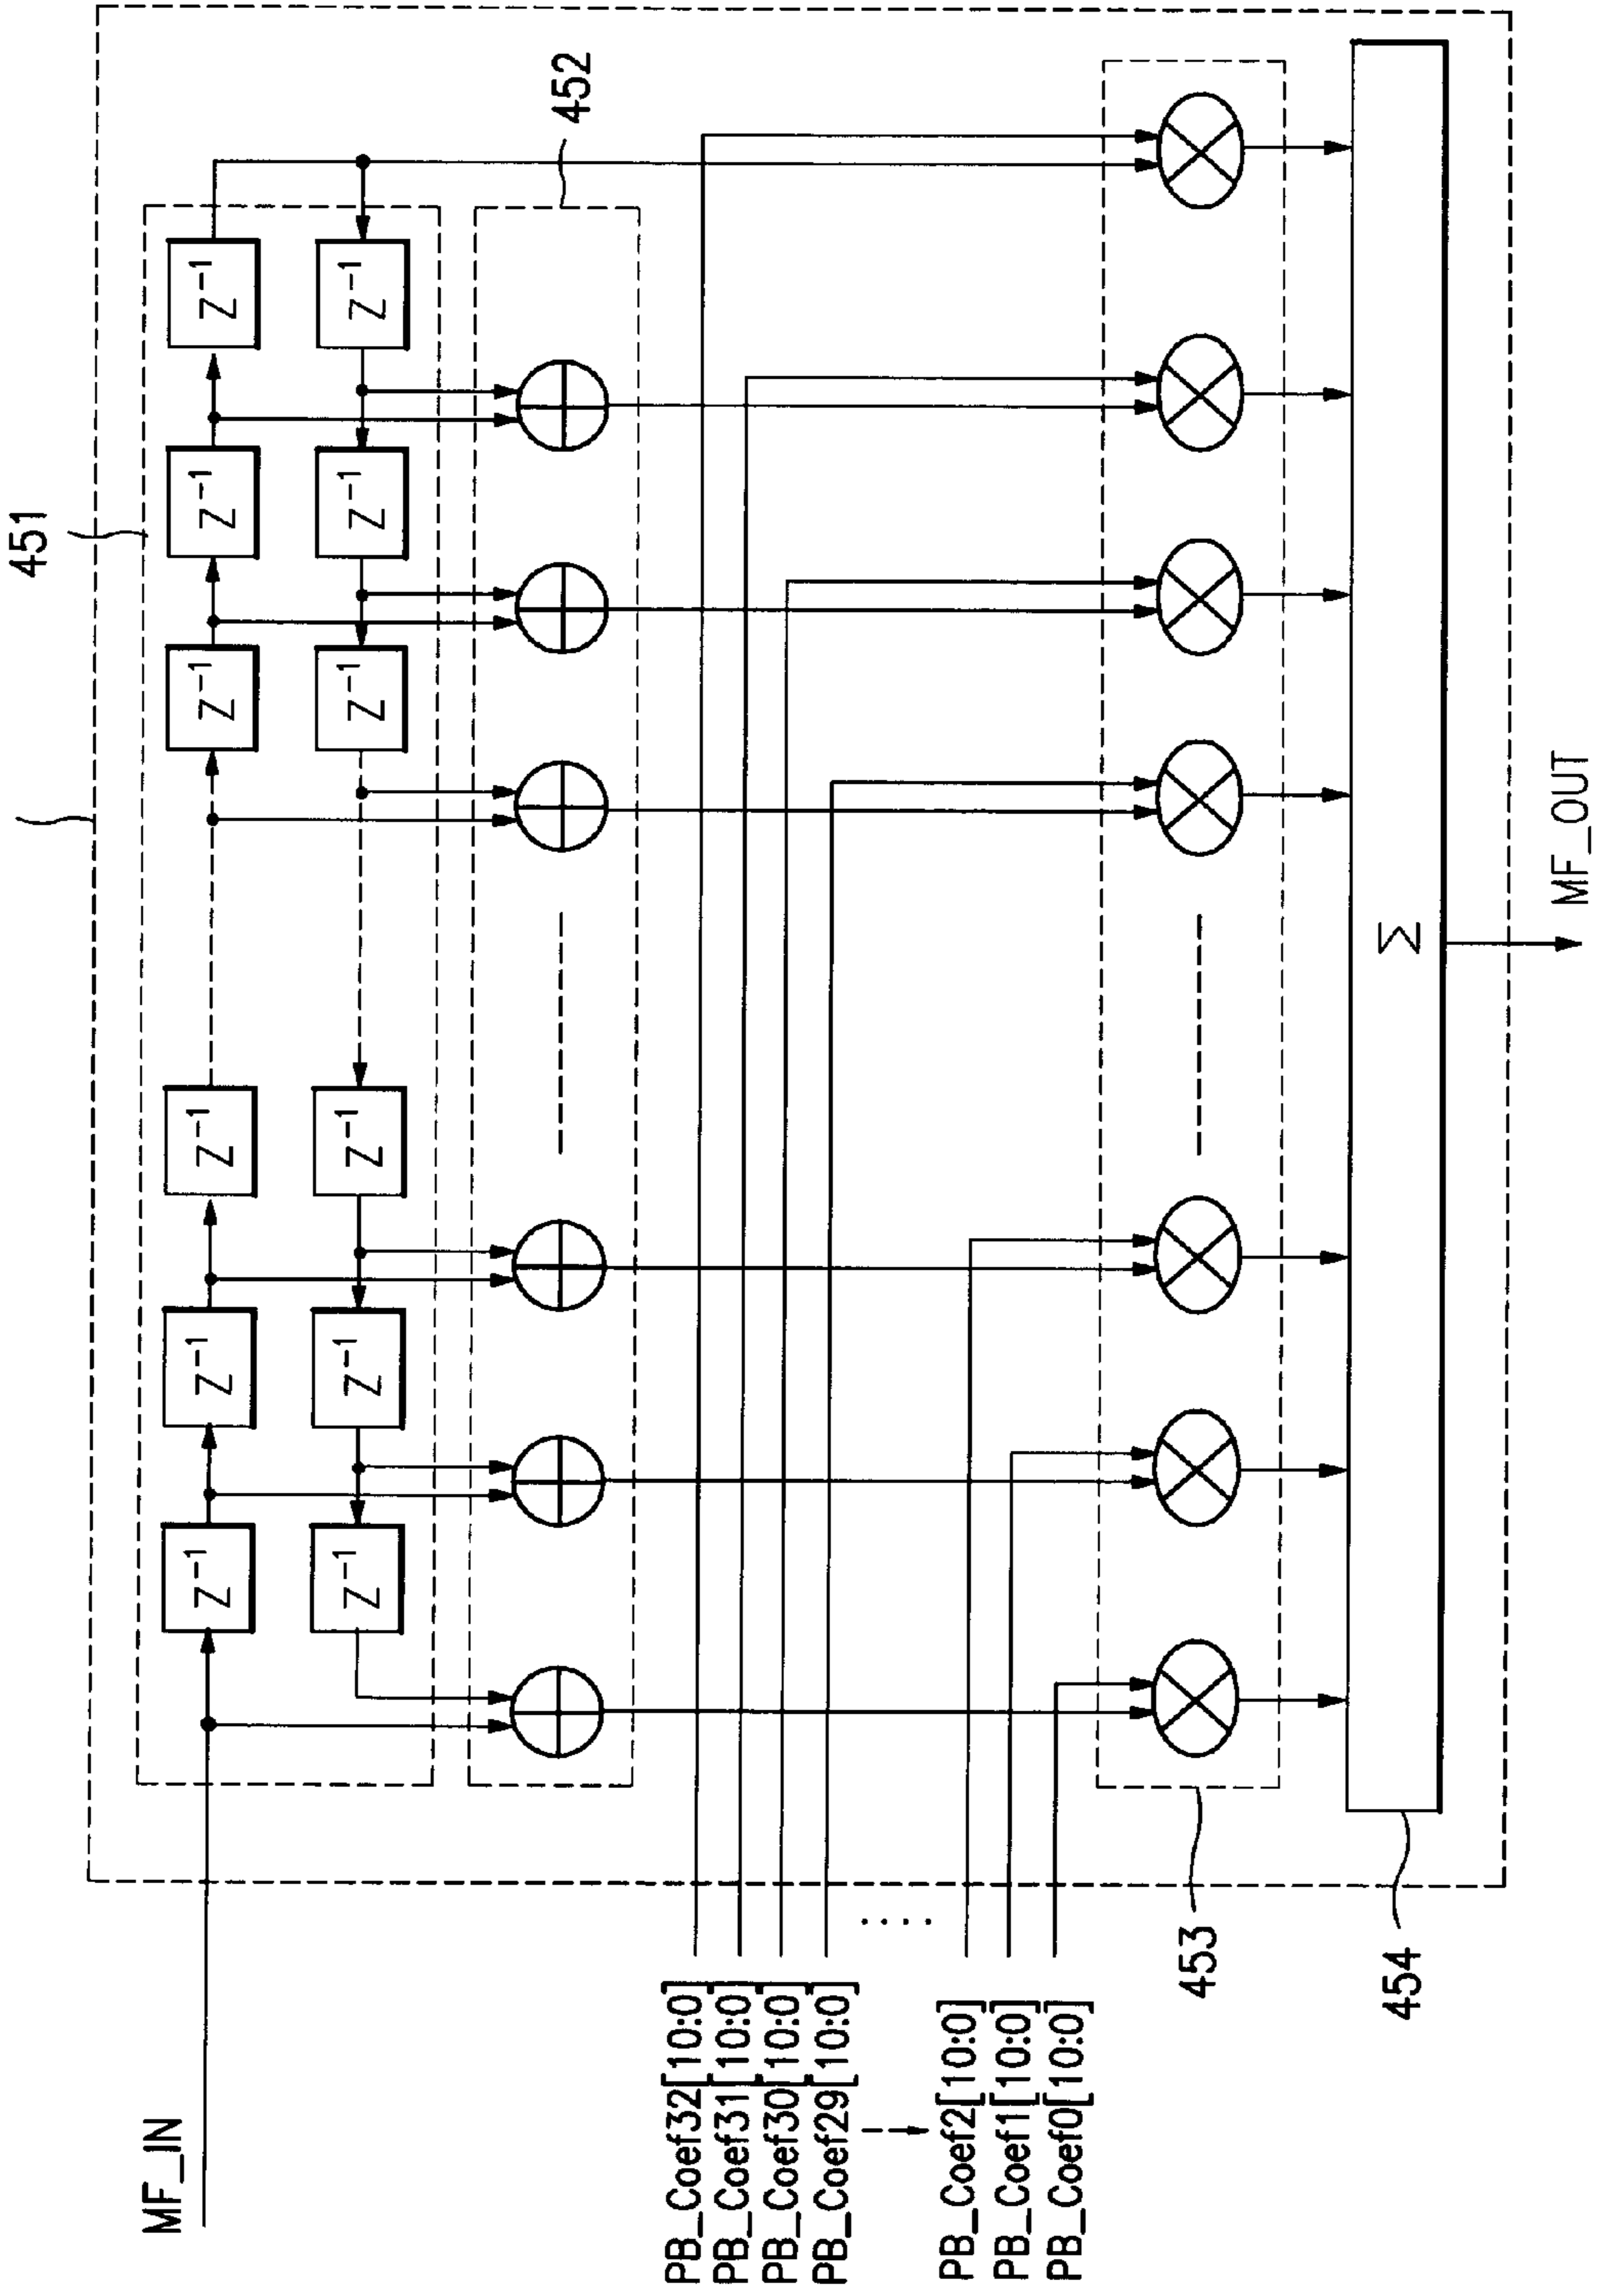 451
MF_IN
Z⁻¹ Z⁻¹ Z⁻¹ Z⁻¹ Z⁻¹ Z⁻¹
Z⁻¹ Z⁻¹ Z⁻¹ Z⁻¹ Z⁻¹ Z⁻¹
452
PB_Coef32[10:0]
PB_Coef31[10:0]
PB_Coef30[10:0]
PB_Coef29[10:0]
....
PB_Coef2[10:0]
PB_Coef1[10:0]
PB_Coef0[10:0]
453
454
Σ
MF_OUT